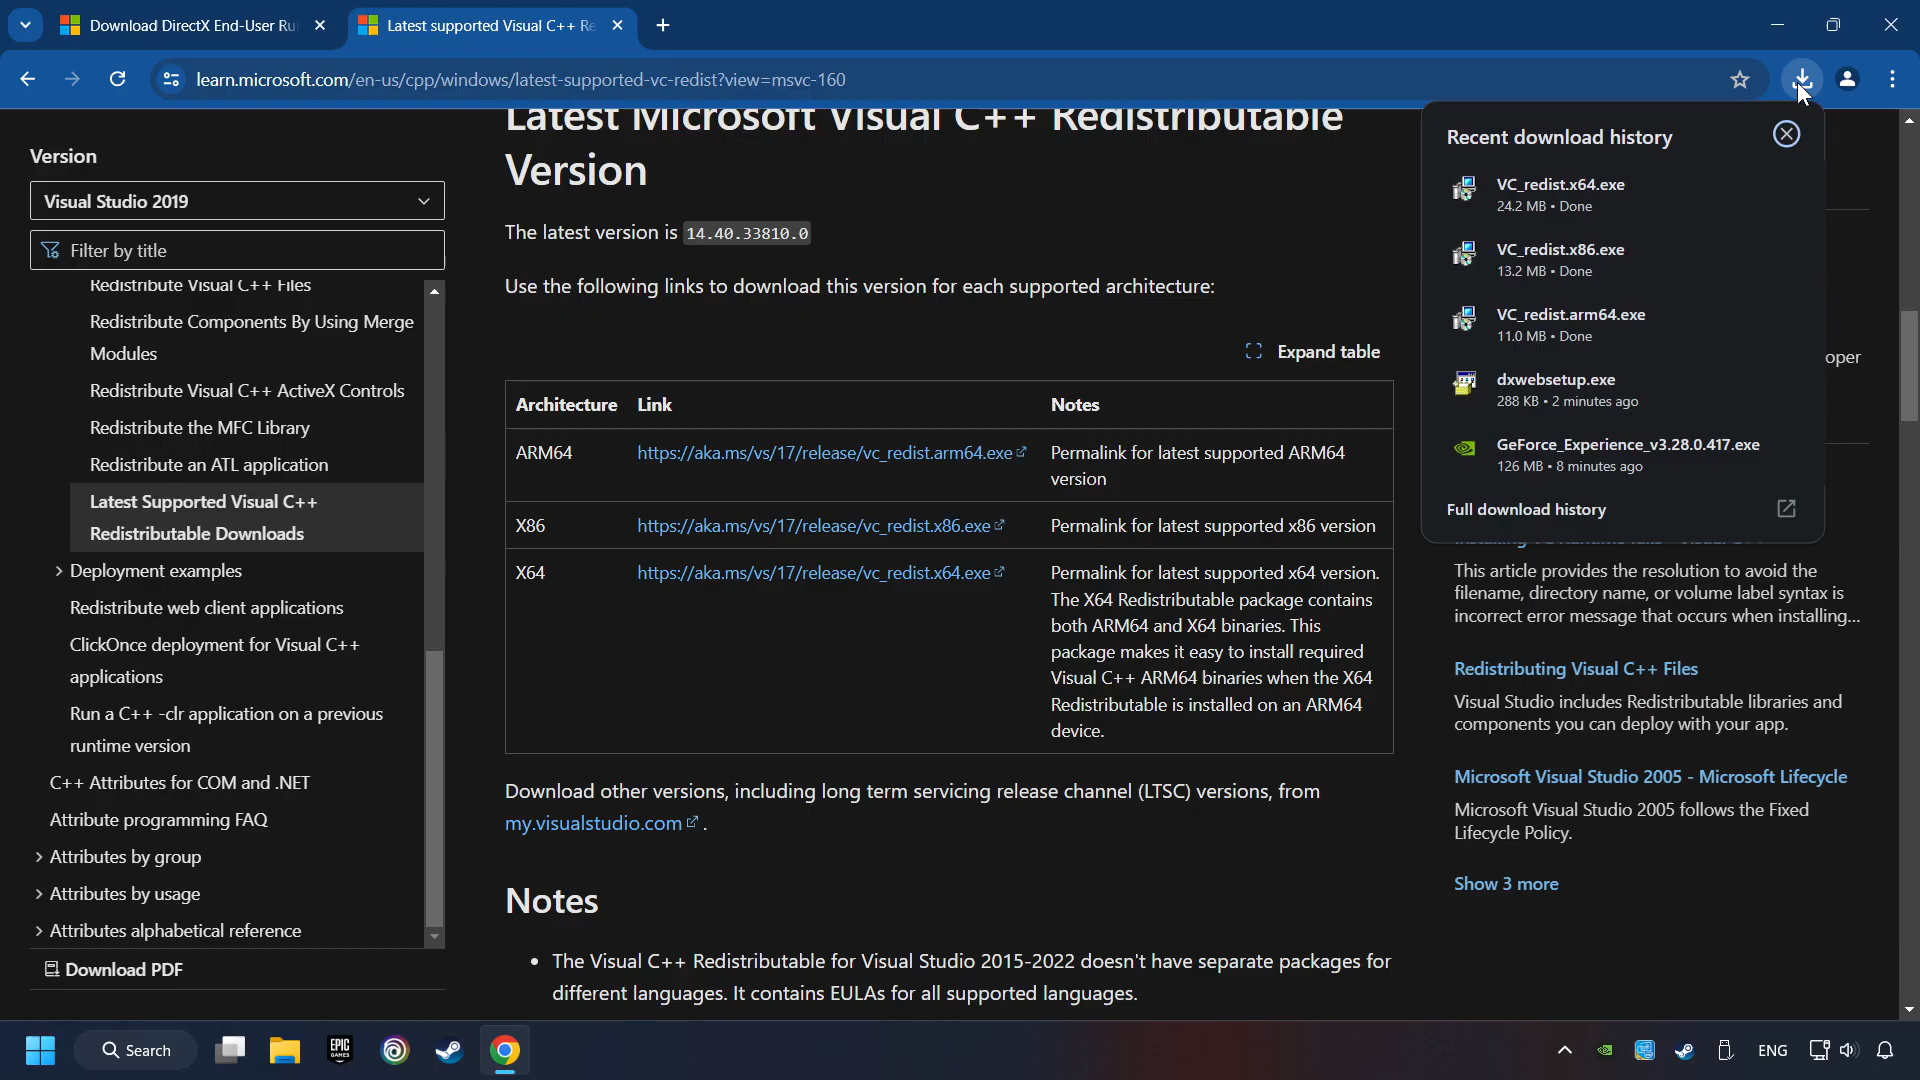 Download DirectX End-User Ru
Latest supported Visual C++ Re
learn.microsoft.com/en-us/cpp/windows/latest-supported-vc-redist?view=msvc-160
Version
Visual Studio 2019
Filter by title
Redistribute Visual C++ Files
Redistribute Components By Using Merge
Modules
Redistribute Visual C++ ActiveX Controls
Redistribute the MFC Library
Redistribute an ATL application
Latest Supported Visual C++
Redistributable Downloads
Deployment examples
Redistribute web client applications
ClickOnce deployment for Visual C++
applications
Run a C++ -clr application on a previous
runtime version
C++ Attributes for COM and .NET
Attribute programming FAQ
Attributes by group
Attributes by usage
Attributes alphabetical reference
Download PDF
Latest Microsoft Visual C++ Redistributable
Version
The latest version is 14.40.33810.0
Use the following links to download this version for each supported architecture:
Expand table
Architecture Link Notes
ARM64 https://aka.ms/vs/17/release/vc_redist.arm64.exe Permalink for latest supported ARM64
version
X86 https://aka.ms/vs/17/release/vc_redist.x86.exe Permalink for latest supported x86 version
X64 https://aka.ms/vs/17/release/vc_redist.x64.exe Permalink for latest supported x64 version.
The X64 Redistributable package contains
both ARM64 and X64 binaries. This
package makes it easy to install required
Visual C++ ARM64 binaries when the X64
Redistributable is installed on an ARM64
device.
Download other versions, including long term servicing release channel (LTSC) versions, from
my.visualstudio.com .
Notes
• The Visual C++ Redistributable for Visual Studio 2015-2022 doesn't have separate packages for
different languages. It contains EULAs for all supported languages.
Recent download history
VC_redist.x64.exe
24.2 MB • Done
VC_redist.x86.exe
13.2 MB • Done
VC_redist.arm64.exe
11.0 MB • Done
dxwebsetup.exe
288 KB • 2 minutes ago
GeForce_Experience_v3.28.0.417.exe
126 MB • 8 minutes ago
Full download history
oper
This article provides the resolution to avoid the
filename, directory name, or volume label syntax is
incorrect error message that occurs when installing...
Redistributing Visual C++ Files
Visual Studio includes Redistributable libraries and
components you can deploy with your app.
Microsoft Visual Studio 2005 - Microsoft Lifecycle
Microsoft Visual Studio 2005 follows the Fixed
Lifecycle Policy.
Show 3 more
Search
EPIC
GAMES
ENG